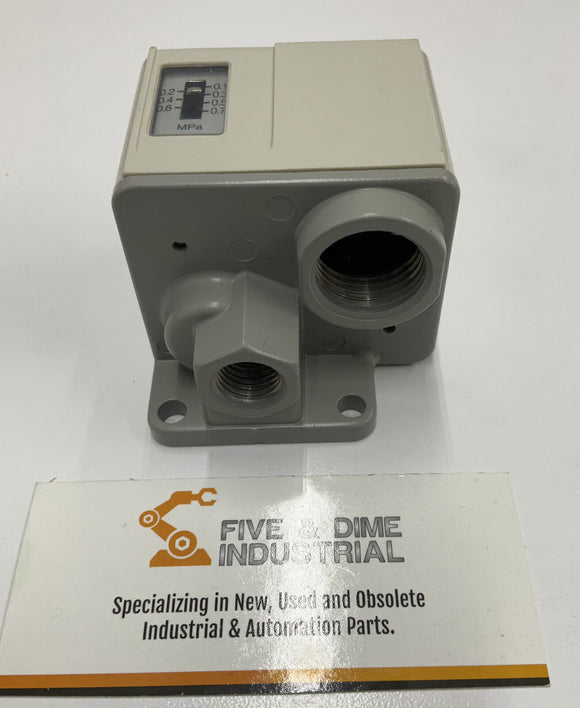 0.2 0.1
0.4 0.3
0.6 0.5
0.7
MPa
FIVE & DIME
INDUSTRIAL
Specializing in New, Used and Obsolete
Industrial & Automation Parts.